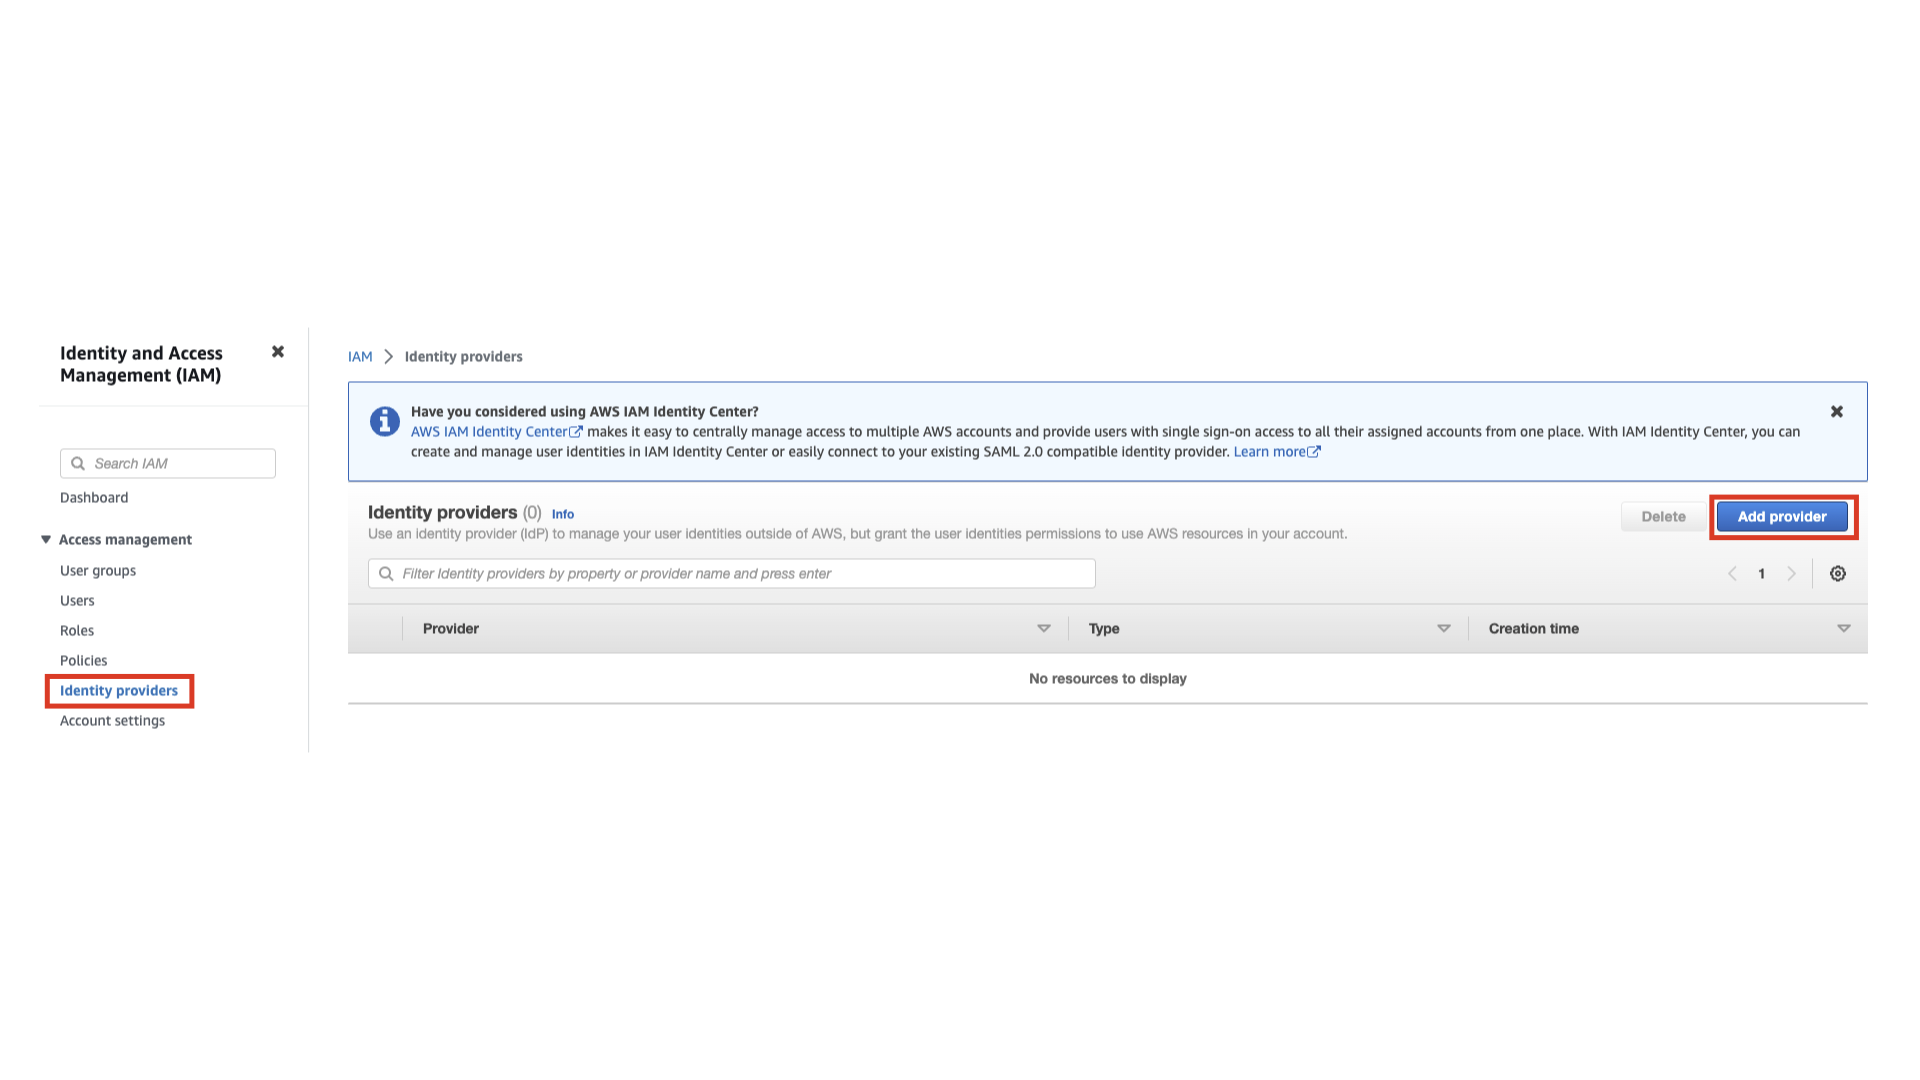 Identity and Access
Management (IAM)
Search IAM
Dashboard
Access management
User groups
Users
Roles
Policies
Identity providers
Account settings
IAM > Identity providers
Have you considered using AWS IAM Identity Center?
AWS IAM Identity Center makes it easy to centrally manage access to multiple AWS accounts and provide users with single sign-on access to all their assigned accounts from one place. With IAM Identity Center, you can
create and manage user identities in IAM Identity Center or easily connect to your existing SAML 2.0 compatible identity provider. Learn more
Identity providers (0) Info
Delete
Add provider
Use an identity provider (IdP) to manage your user identities outside of AWS, but grant the user identities permissions to use AWS resources in your account.
Filter Identity providers by property or provider name and press enter
1
Provider Type Creation time
No resources to display